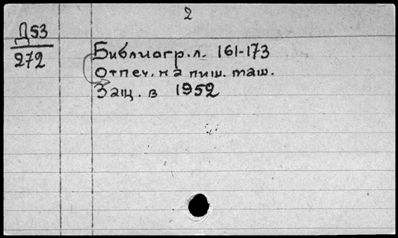 2
Д53
272
Библиогр.л. 161-173
Отпеч. на пиш. маш.
Защ. в 1952